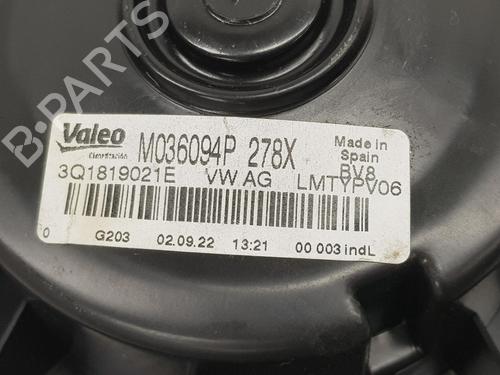 B-PARTS
Valeo
Climatización
M036094P 278X
Made in
Spain
BV8
3Q1819021E VW AG LMTYPV06
0 G203 02.09.22 13:21 00 003 indL